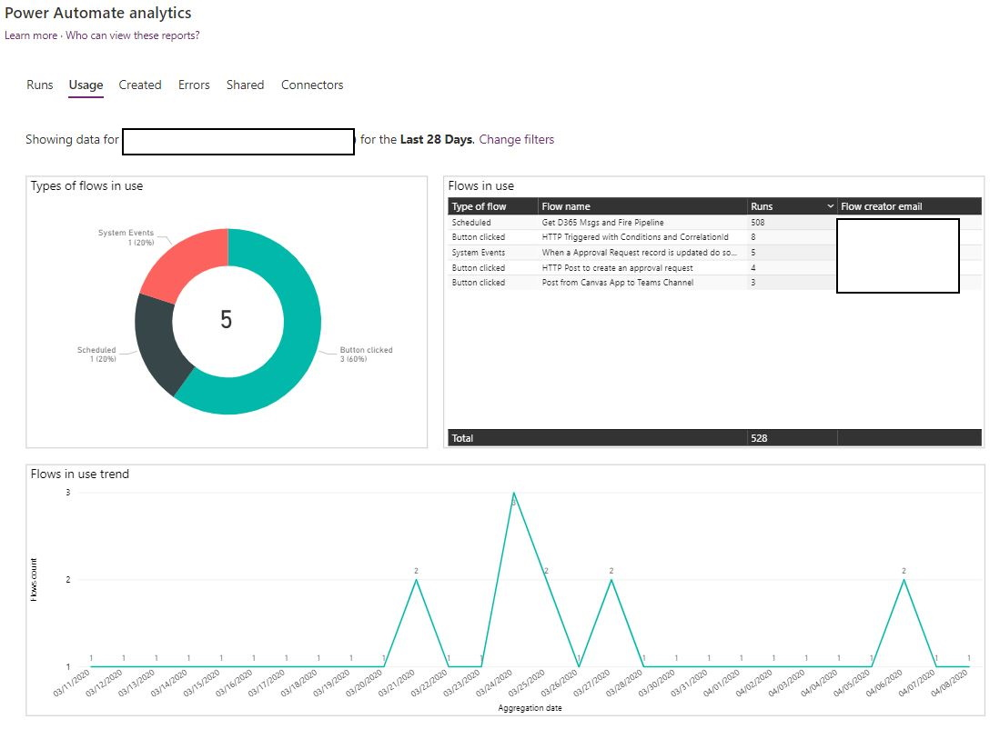 Power Automate analytics
Learn more · Who can view these reports?
Runs Usage Created Errors Shared Connectors
Showing data for for the Last 28 Days. Change filters
Types of flows in use
System Events
1 (20%)
5
Scheduled
1 (20%)
Button clicked
3 (60%)
Flows in use
Type of flow Flow name Runs Flow creator email
Scheduled Get D365 Msgs and Fire Pipeline 508
Button clicked HTTP Triggered with Conditions and CorrelationId 8
System Events When a Approval Request record is updated do so... 5
Button clicked HTTP Post to create an approval request 4
Button clicked Post from Canvas App to Teams Channel 3
Total 528
Flows in use trend
Flows count
3
2
1
1 1 1 1 1 1 1 1 1 1 2 1 1 3 2 1 2 1 1 1 1 1 1 1 1 2 1 1
03/11/2020 03/12/2020 03/13/2020 03/14/2020 03/15/2020 03/16/2020 03/17/2020 03/18/2020 03/19/2020 03/20/2020 03/21/2020 03/22/2020 03/23/2020 03/24/2020 03/25/2020 03/26/2020 03/27/2020 03/28/2020 03/30/2020 03/31/2020 04/01/2020 04/02/2020 04/03/2020 04/04/2020 04/05/2020 04/06/2020 04/07/2020 04/08/2020
Aggregation date